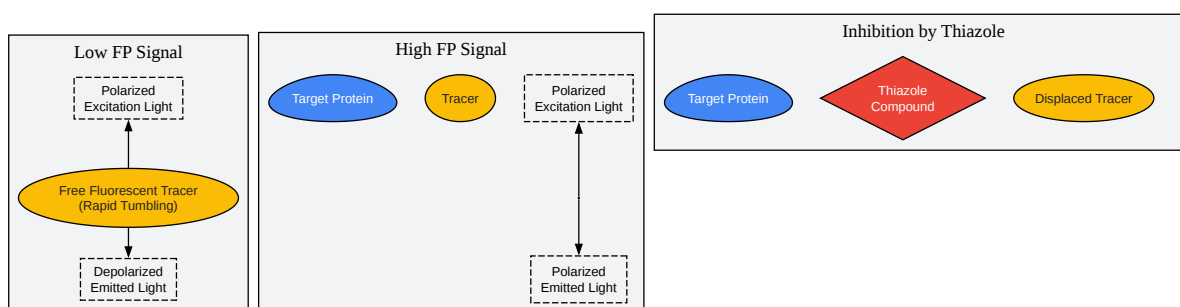 Low FP Signal
Polarized
Excitation Light
Free Fluorescent Tracer
(Rapid Tumbling)
Depolarized
Emitted Light
High FP Signal
Target Protein
Tracer
Polarized
Excitation Light
Polarized
Emitted Light
Inhibition by Thiazole
Target Protein
Thiazole
Compound
Displaced Tracer